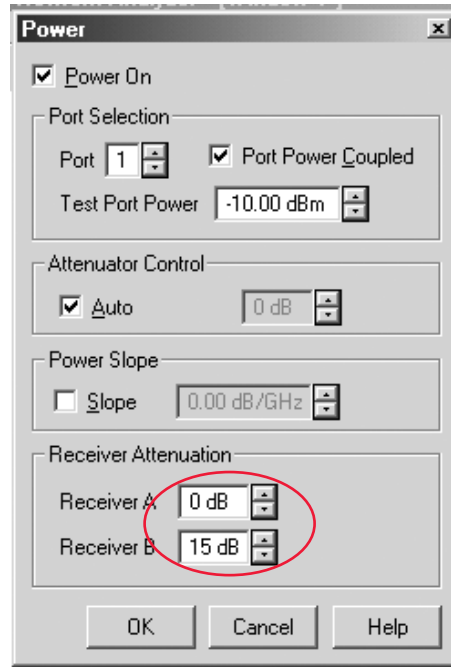 Power
Power On
Port Selection
Port 1 Port Power Coupled
Test Port Power -10.00 dBm
Attenuator Control
Auto 0 dB
Power Slope
Slope 0.00 dB/GHz
Receiver Attenuation
Receiver A 0 dB
Receiver B 15 dB
OK Cancel Help